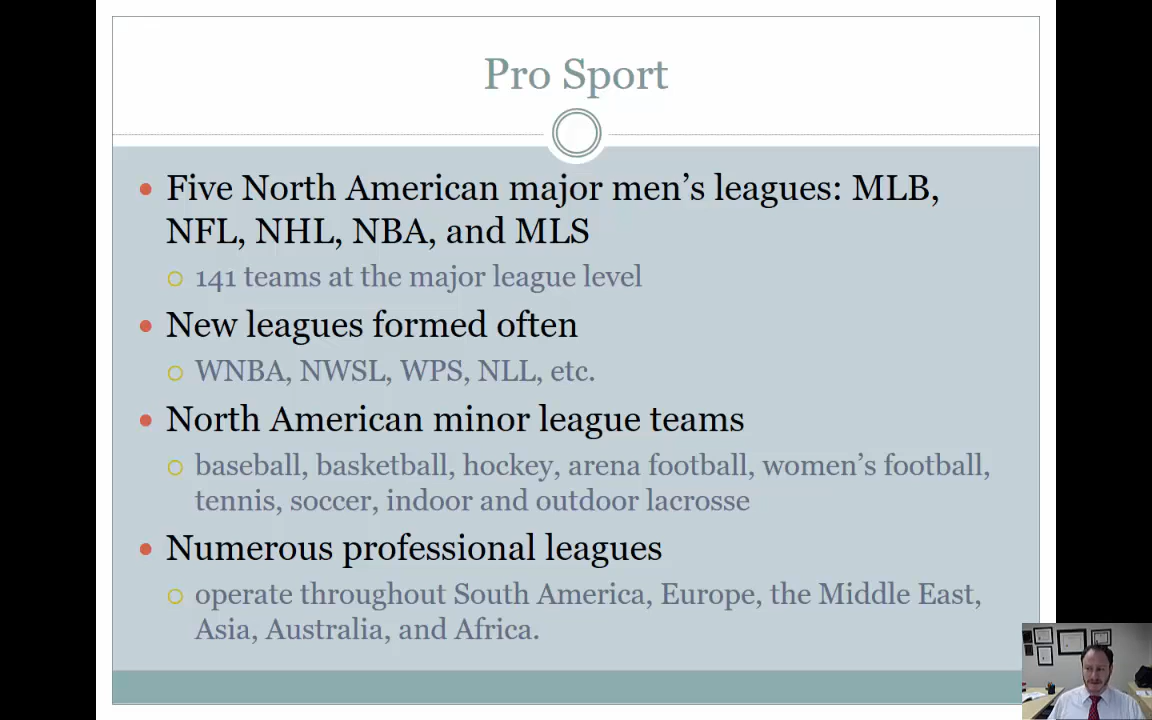 Pro Sport
Five North American major men's leagues: MLB,
NFL, NHL, NBA, and MLS
141 teams at the major league level
New leagues formed often
WNBA, NWSL, WPS, NLL, etc.
North American minor league teams
baseball, basketball, hockey, arena football, women's football,
tennis, soccer, indoor and outdoor lacrosse
Numerous professional leagues
operate throughout South America, Europe, the Middle East,
Asia, Australia, and Africa.